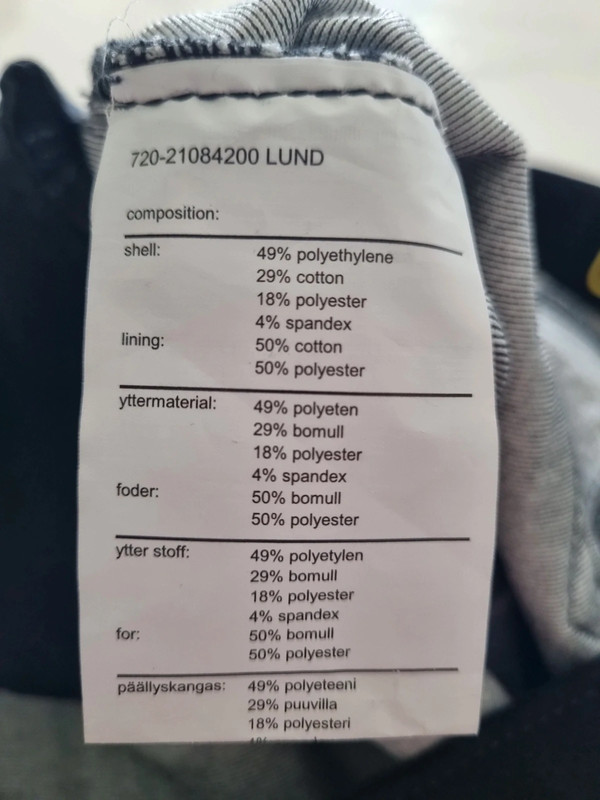 720-21084200 LUND
composition:
shell: 49% polyethylene
29% cotton
18% polyester
4% spandex
lining: 50% cotton
50% polyester
yttermaterial: 49% polyeten
29% bomull
18% polyester
4% spandex
foder: 50% bomull
50% polyester
ytter stoff: 49% polyetylen
29% bomull
18% polyester
4% spandex
for: 50% bomull
50% polyester
päällyskangas: 49% polyeteeni
29% puuvilla
18% polyesteri